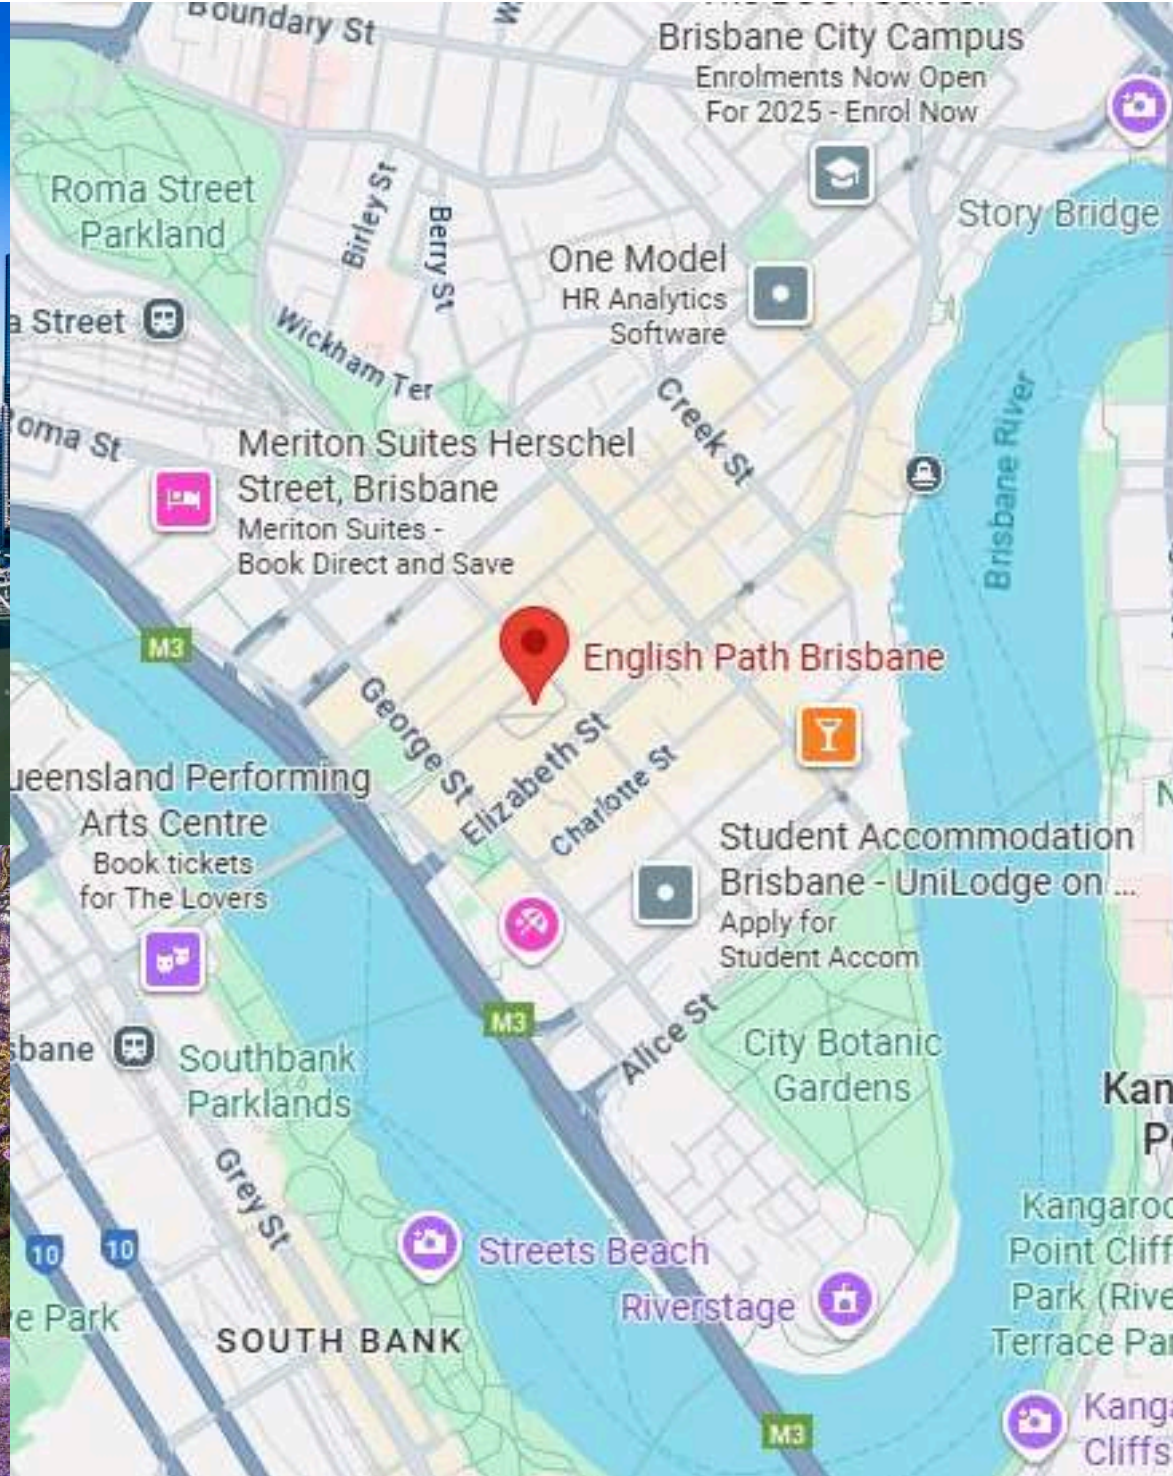 Boundary St
Brisbane City Campus
Enrolments Now Open
For 2025 - Enrol Now
Roma Street
Parkland
Birley St
Berry St
Story Bridge
One Model
HR Analytics
Software
a Street
Wickham Ter
Creek St
oma St
Meriton Suites Herschel
Street, Brisbane
Meriton Suites -
Book Direct and Save
Brisbane River
M3
English Path Brisbane
George St
Elizabeth St
Charlotte St
ueensland Performing
Arts Centre
Book tickets
for The Lovers
Student Accommodation
Brisbane - UniLodge on ...
Apply for
Student Accom
M3
Alice St
City Botanic
Gardens
sbane
Southbank
Parklands
Kan
Grey St
10
10
Streets Beach
Riverstage
Kangaroo
Point Cliff
Park (Rive
Terrace Pa
e Park
SOUTH BANK
Kanga
Cliffs
M3